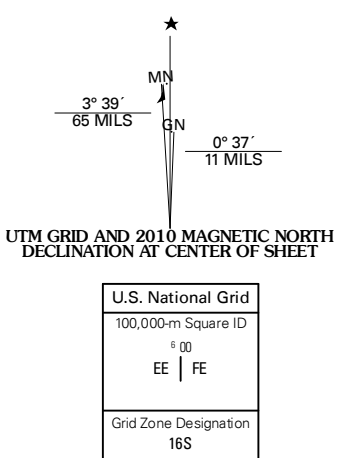 ★
MN
3° 39´
65 MILS
GN
0° 37´
11 MILS
UTM GRID AND 2010 MAGNETIC NORTH
DECLINATION AT CENTER OF SHEET
U.S. National Grid
100,000-m Square ID
6 00
EE FE
Grid Zone Designation
16S